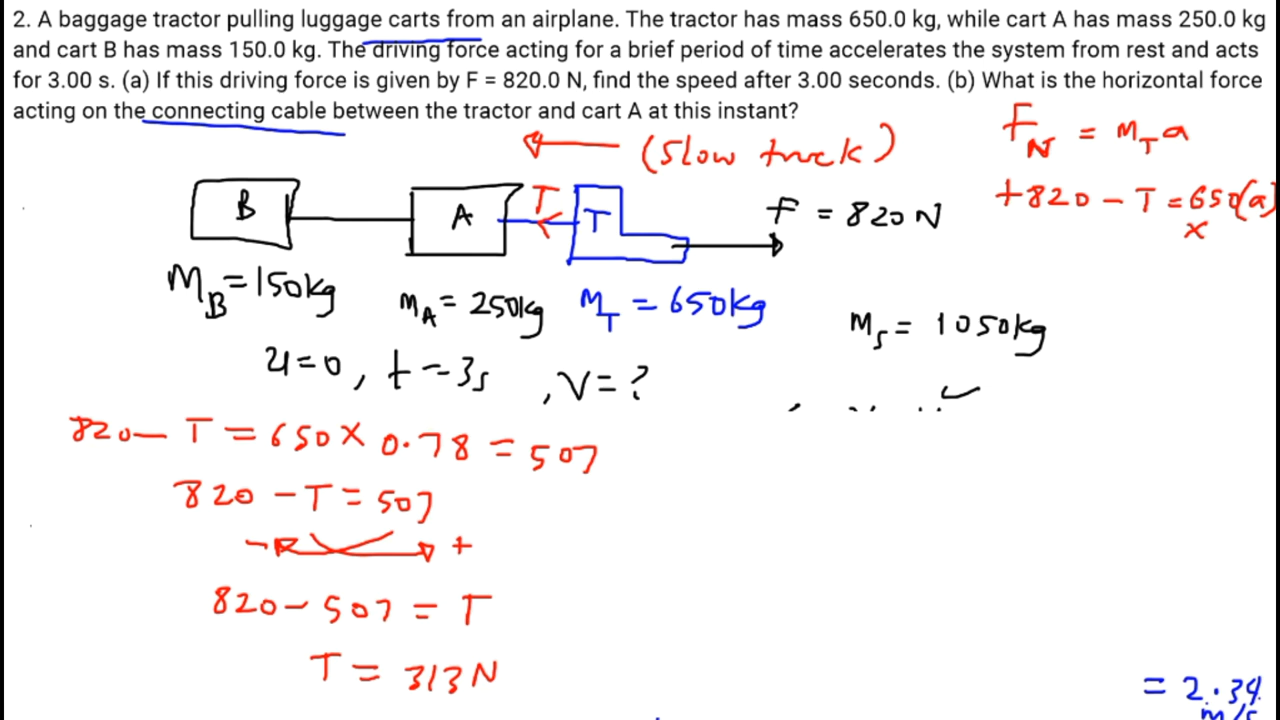 2. A baggage tractor pulling luggage carts from an airplane. The tractor has mass 650.0 kg, while cart A has mass 250.0 kg
and cart B has mass 150.0 kg. The driving force acting for a brief period of time accelerates the system from rest and acts
for 3.00 s. (a) If this driving force is given by F = 820.0 N, find the speed after 3.00 seconds. (b) What is the horizontal force
acting on the connecting cable between the tractor and cart A at this instant?
F_N = M_T a
(Slow truck)
+820 - T = 650(a)
x
B
A
T
T
F = 820 N
M_B = 150kg
M_A = 250kg
M_T = 650kg
M_S = 1050kg
u=0, t=3s, V=?
820 - T = 650 x 0.78 = 507
820 - T = 507
- +
820 - 507 = T
T = 313N
= 2.34
m/s